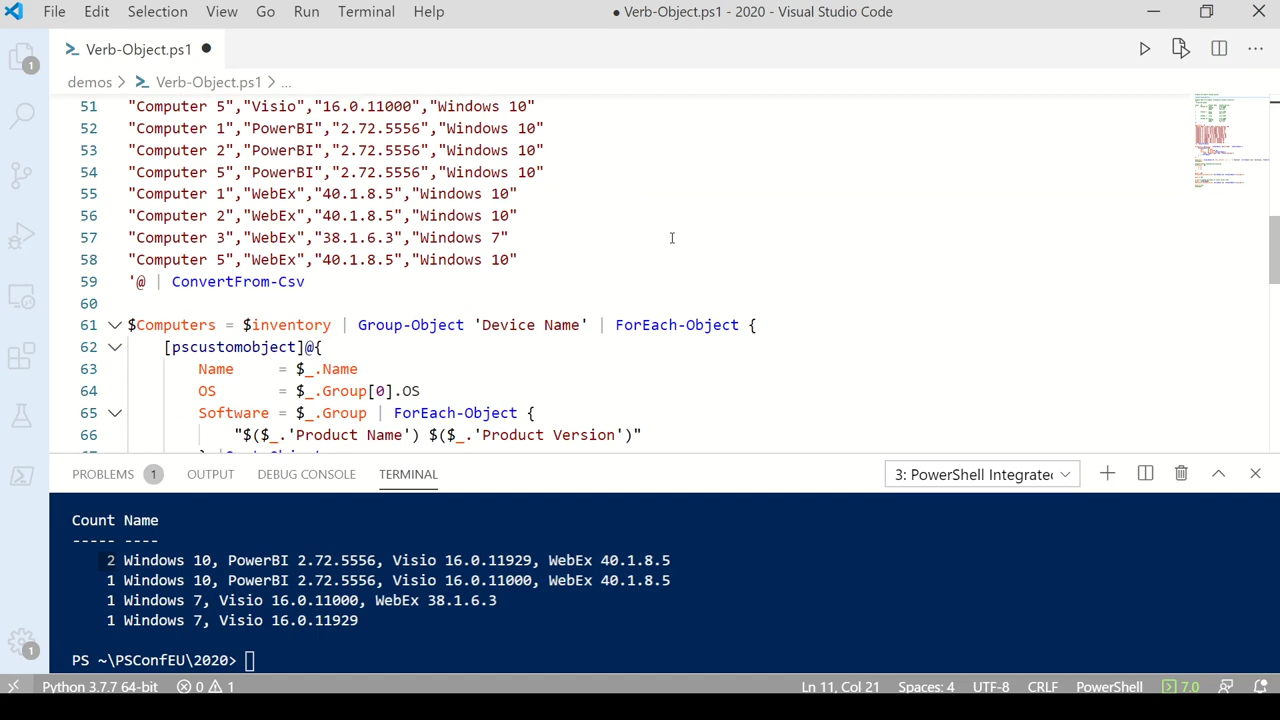 File Edit Selection View Go Run Terminal Help ● Verb-Object.ps1 - 2020 - Visual Studio Code
Verb-Object.ps1 ●
demos > Verb-Object.ps1 > ...
51 "Computer 5","Visio","16.0.11000","Windows 10"
52 "Computer 1","PowerBI","2.72.5556","Windows 10"
53 "Computer 2","PowerBI","2.72.5556","Windows 10"
54 "Computer 5","PowerBI","2.72.5556","Windows 10"
55 "Computer 1","WebEx","40.1.8.5","Windows 10"
56 "Computer 2","WebEx","40.1.8.5","Windows 10"
57 "Computer 3","WebEx","38.1.6.3","Windows 7"
58 "Computer 5","WebEx","40.1.8.5","Windows 10"
59 '@ | ConvertFrom-Csv
60
61 $Computers = $inventory | Group-Object 'Device Name' | ForEach-Object {
62 [pscustomobject]@{
63 Name = $_.Name
64 OS = $_.Group[0].OS
65 Software = $_.Group | ForEach-Object {
66 "$($_.'Product Name') $($_.'Product Version')"
PROBLEMS 1 OUTPUT DEBUG CONSOLE TERMINAL 3: PowerShell Integrate
Count Name
----- ----
2 Windows 10, PowerBI 2.72.5556, Visio 16.0.11929, WebEx 40.1.8.5
1 Windows 10, PowerBI 2.72.5556, Visio 16.0.11000, WebEx 40.1.8.5
1 Windows 7, Visio 16.0.11000, WebEx 38.1.6.3
1 Windows 7, Visio 16.0.11929
PS ~\PSConfEU\2020>
Python 3.7.7 64-bit 0 1 Ln 11, Col 21 Spaces: 4 UTF-8 CRLF PowerShell 7.0